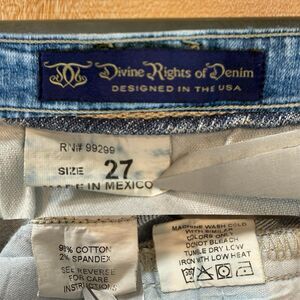 Divine Rights of Denim
DESIGNED IN THE USA
RN# 99299
SIZE 27
MADE IN MEXICO
98% COTTON
2% SPANDEX
SEE REVERSE
FOR CARE
INSTRUCTIONS
MACHINE WASH COLD
WITH SIMILAR
COLORS ONLY
DO NOT BLEACH
TUMBLE DRY LOW
IRON WITH LOW HEAT